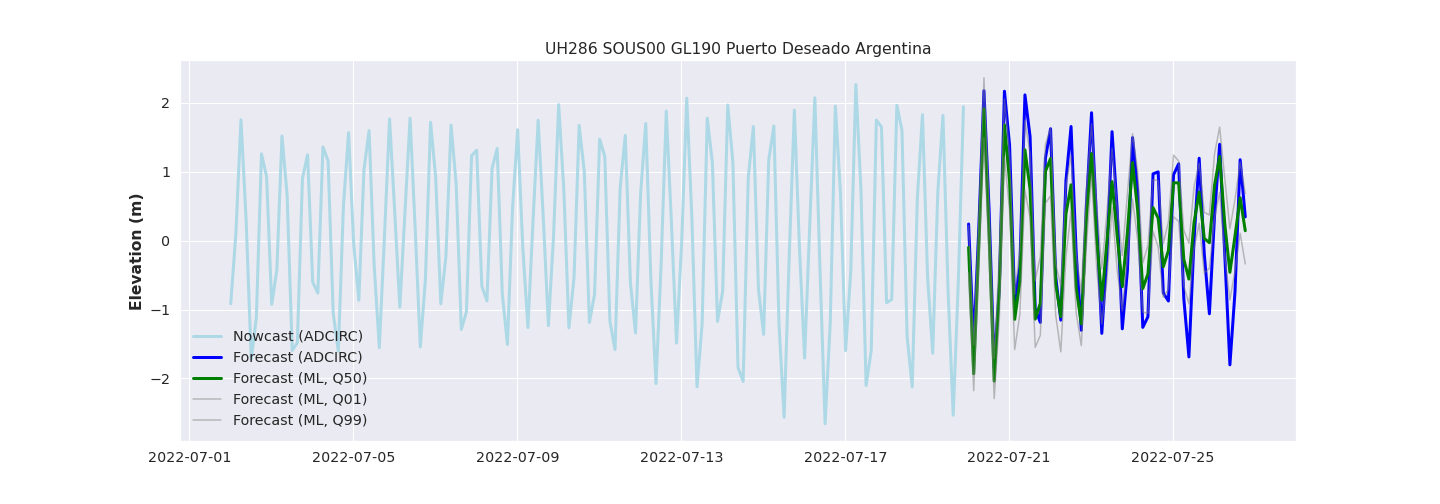 UH286 SOUS00 GL190 Puerto Deseado Argentina
Elevation (m)
2
1
0
−1
−2
Nowcast (ADCIRC)
Forecast (ADCIRC)
Forecast (ML, Q50)
Forecast (ML, Q01)
Forecast (ML, Q99)
2022-07-01 2022-07-05 2022-07-09 2022-07-13 2022-07-17 2022-07-21 2022-07-25